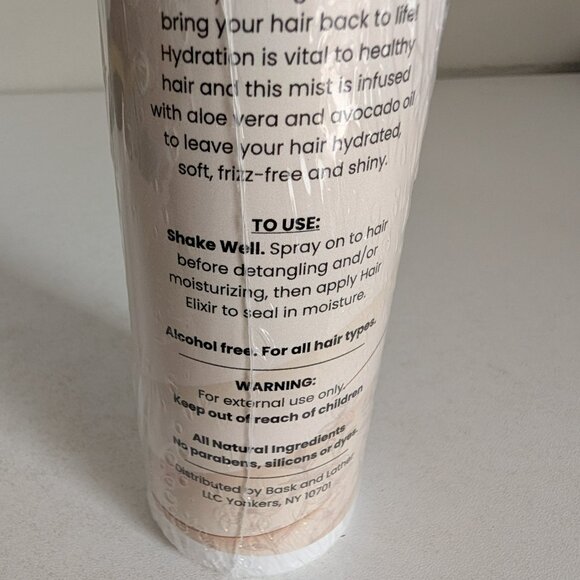 bring your hair back to life!
Hydration is vital to healthy
hair and this mist is infused
with aloe vera and avocado oil
to leave your hair hydrated,
soft, frizz-free and shiny.
TO USE:
Shake Well. Spray on to hair
before detangling and/or
moisturizing, then apply Hair
Elixir to seal in moisture.
Alcohol free. For all hair types.
WARNING:
For external use only.
Keep out of reach of children
All Natural Ingredients
No parabens, silicons or dyes.
Distributed by Bask and Lather
LLC Yonkers, NY 10701